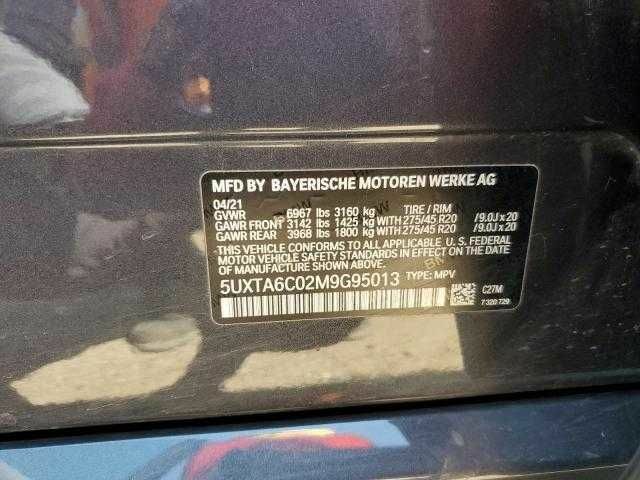 MFD BY BAYERISCHE MOTOREN WERKE AG
04/21
GVWR 6967 lbs 3160 kg TIRE / RIM
GAWR FRONT 3142 lbs 1425 kg WITH 275/45 R20 /9.0J x 20
GAWR REAR 3968 lbs 1800 kg WITH 275/45 R20 /9.0J x 20
THIS VEHICLE CONFORMS TO ALL APPLICABLE U.S. FEDERAL
MOTOR VEHICLE SAFETY STANDARDS IN EFFECT ON THE DATE
OF MANUFACTURE SHOWN ABOVE.
5UXTA6C02M9G95013 TYPE: MPV
C27M
7 320 729